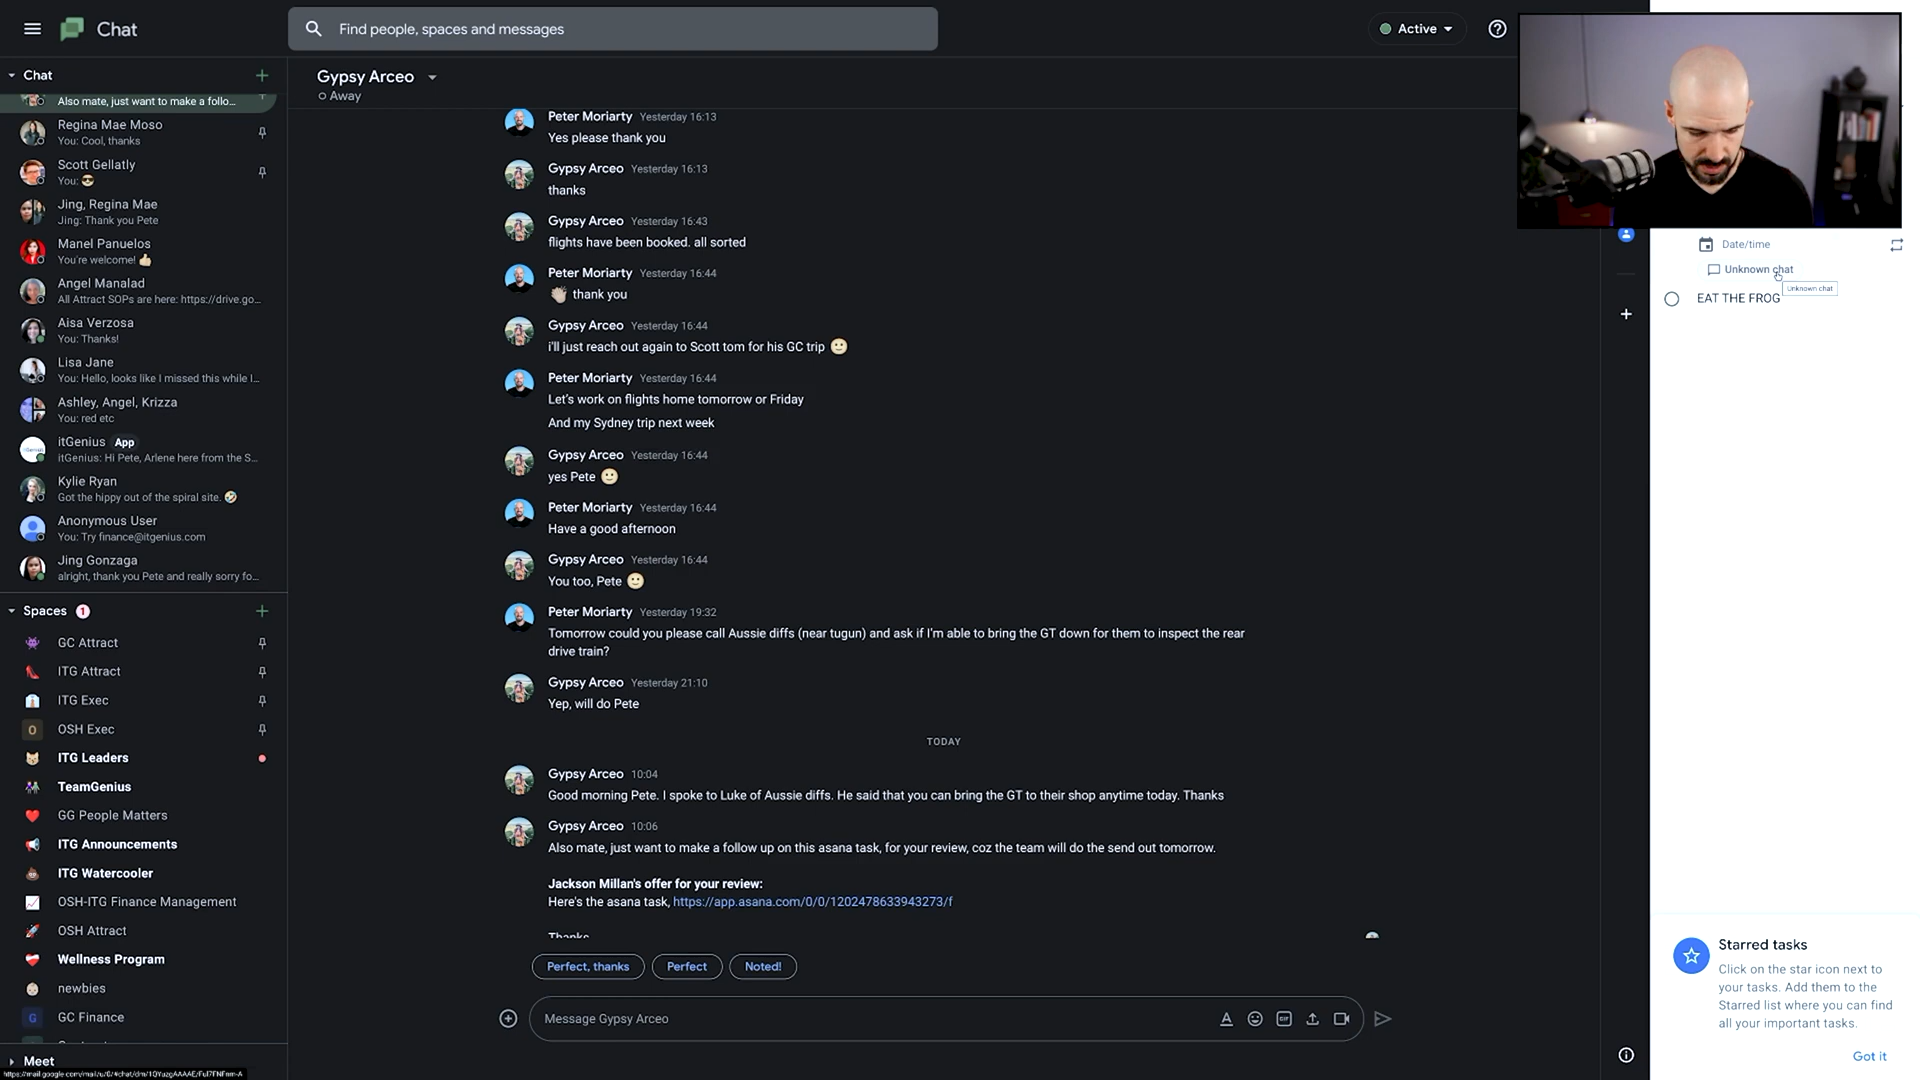 Chat
Find people, spaces and messages
Active
Chat
Also mate, just want to make a follo...
Regina Mae Moso
You: Cool, thanks
Scott Gellatly
You: 😎
Jing, Regina Mae
Jing: Thank you Pete
Manel Panuelos
You're welcome! 👍
Angel Manalad
All Attract SOPs are here: https://drive.go...
Aisa Verzosa
You: Thanks!
Lisa Jane
You: Hello, looks like I missed this while I...
Ashley, Angel, Krizza
You: red etc
itGenius App
itGenius: Hi Pete, Arlene here from the S...
Kylie Ryan
Got the hippy out of the spiral site. 🤣
Anonymous User
You: Try finance@itgenius.com
Jing Gonzaga
alright, thank you Pete and really sorry fo...
Spaces 1
GC Attract
ITG Attract
ITG Exec
O OSH Exec
ITG Leaders
TeamGenius
GG People Matters
ITG Announcements
ITG Watercooler
OSH-ITG Finance Management
OSH Attract
Wellness Program
newbies
G GC Finance
Meet
Gypsy Arceo
Away
Peter Moriarty Yesterday 16:13
Yes please thank you
Gypsy Arceo Yesterday 16:13
thanks
Gypsy Arceo Yesterday 16:43
flights have been booked. all sorted
Peter Moriarty Yesterday 16:44
👏 thank you
Gypsy Arceo Yesterday 16:44
i'll just reach out again to Scott tom for his GC trip 🙂
Peter Moriarty Yesterday 16:44
Let's work on flights home tomorrow or Friday
And my Sydney trip next week
Gypsy Arceo Yesterday 16:44
yes Pete 🙂
Peter Moriarty Yesterday 16:44
Have a good afternoon
Gypsy Arceo Yesterday 16:44
You too, Pete 🙂
Peter Moriarty Yesterday 19:32
Tomorrow could you please call Aussie diffs (near tugun) and ask if I'm able to bring the GT down for them to inspect the rear
drive train?
Gypsy Arceo Yesterday 21:10
Yep, will do Pete
TODAY
Gypsy Arceo 10:04
Good morning Pete. I spoke to Luke of Aussie diffs. He said that you can bring the GT to their shop anytime today. Thanks
Gypsy Arceo 10:06
Also mate, just want to make a follow up on this asana task, for your review, coz the team will do the send out tomorrow.
Jackson Millan's offer for your review:
Here's the asana task, https://app.asana.com/0/0/1202478633943273/f
Thanks
Perfect, thanks
Perfect
Noted!
Message Gypsy Arceo
GIF
Date/time
Unknown chat
Unknown chat
EAT THE FROG
Starred tasks
Click on the star icon next to
your tasks. Add them to the
Starred list where you can find
all your important tasks.
Got it